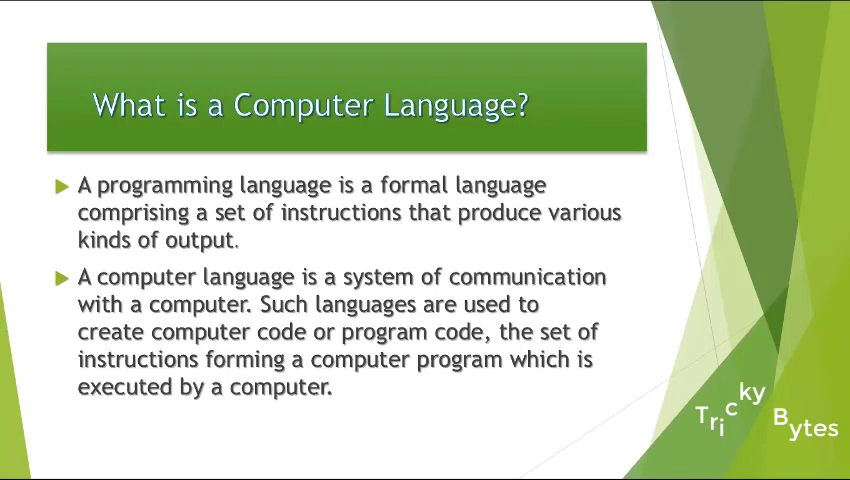 What is a Computer Language?
A programming language is a formal language
comprising a set of instructions that produce various
kinds of output.
A computer language is a system of communication
with a computer. Such languages are used to
create computer code or program code, the set of
instructions forming a computer program which is
executed by a computer.
Tricky Bytes